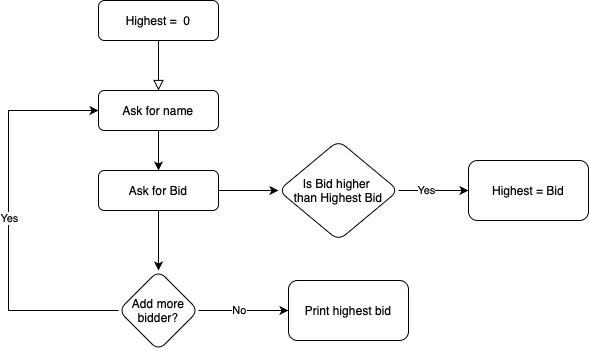 Highest = 0
Ask for name
Ask for Bid
Is Bid higher
than Highest Bid
Yes
Highest = Bid
Yes
Add more
bidder?
No
Print highest bid